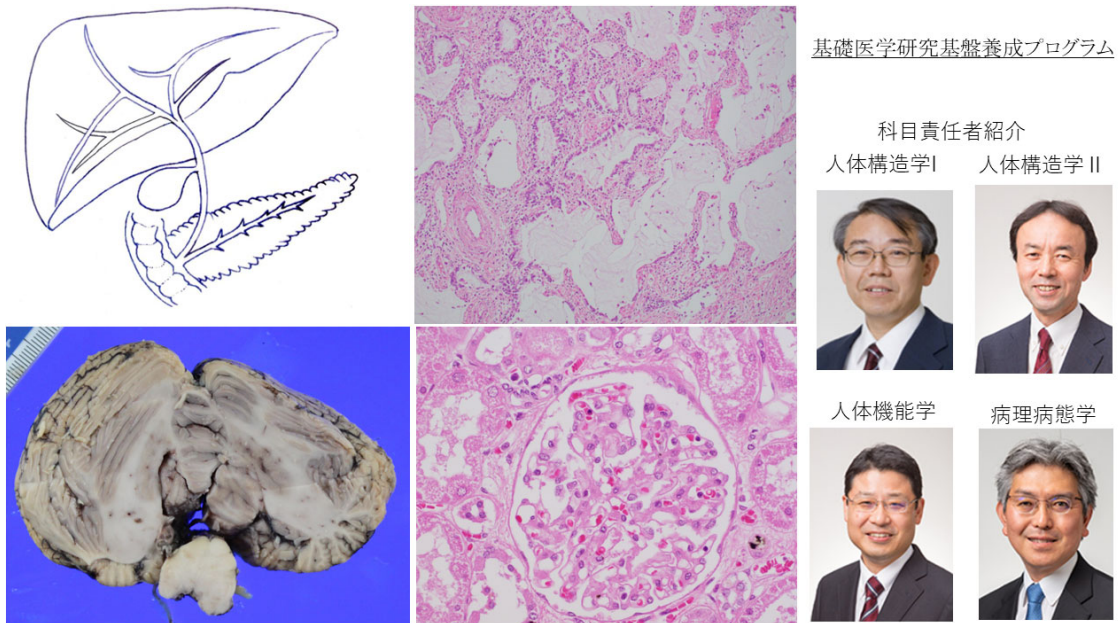 基礎医学研究基盤養成プログラム
科目責任者紹介
人体構造学Ⅰ
人体構造学Ⅱ
人体機能学
病理病態学